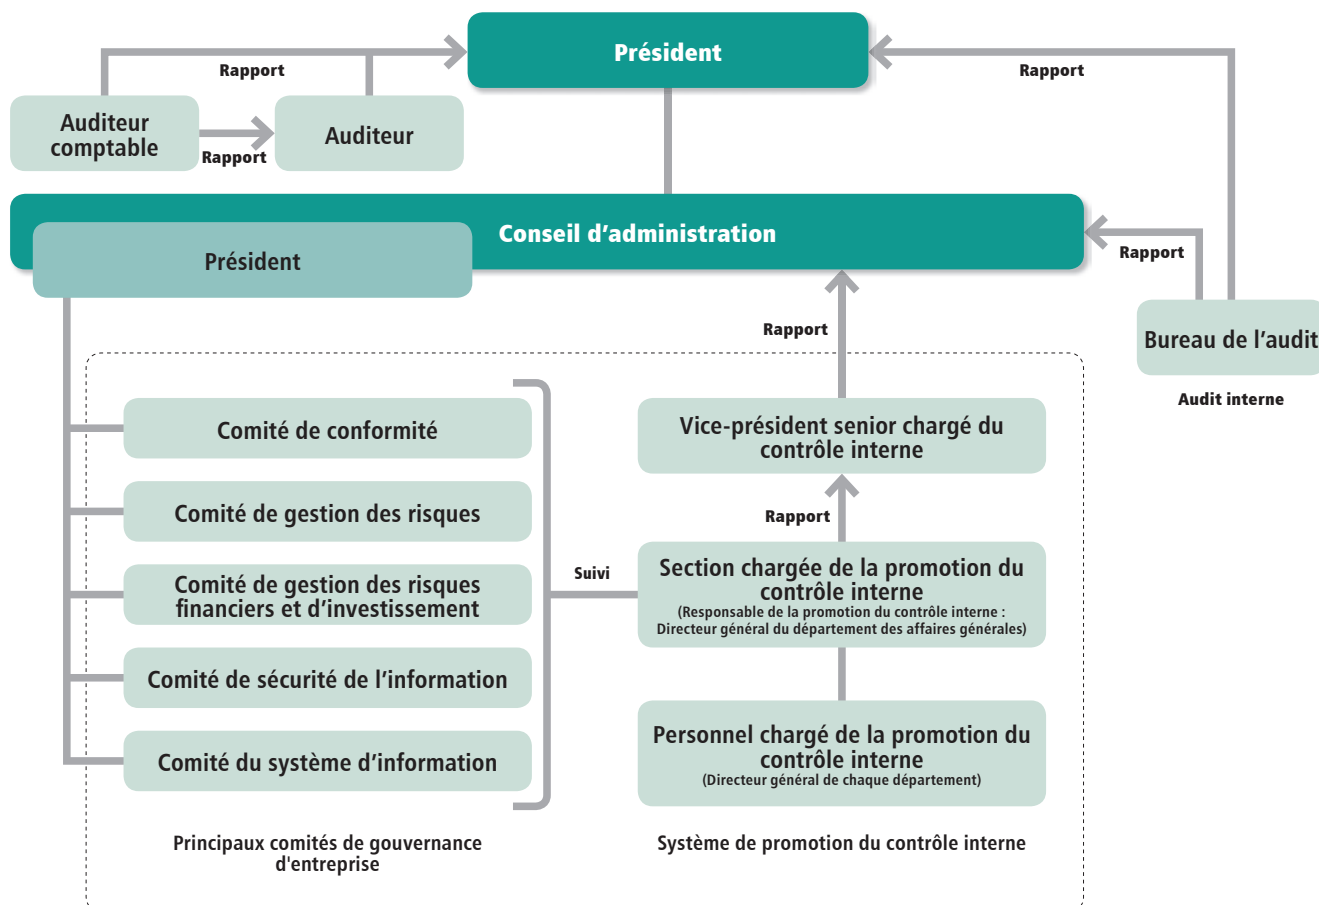 Président
Rapport
Rapport
Auditeur
comptable
Rapport
Auditeur
Conseil d'administration
Président
Rapport
Bureau de l'audit
Audit interne
Rapport
Comité de conformité
Comité de gestion des risques
Comité de gestion des risques
financiers et d'investissement
Comité de sécurité de l'information
Comité du système d'information
Principaux comités de gouvernance
d'entreprise
Suivi
Vice-président senior chargé du
contrôle interne
Rapport
Section chargée de la promotion du
contrôle interne
(Responsable de la promotion du contrôle interne :
Directeur général du département des affaires générales)
Personnel chargé de la promotion du
contrôle interne
(Directeur général de chaque département)
Système de promotion du contrôle interne